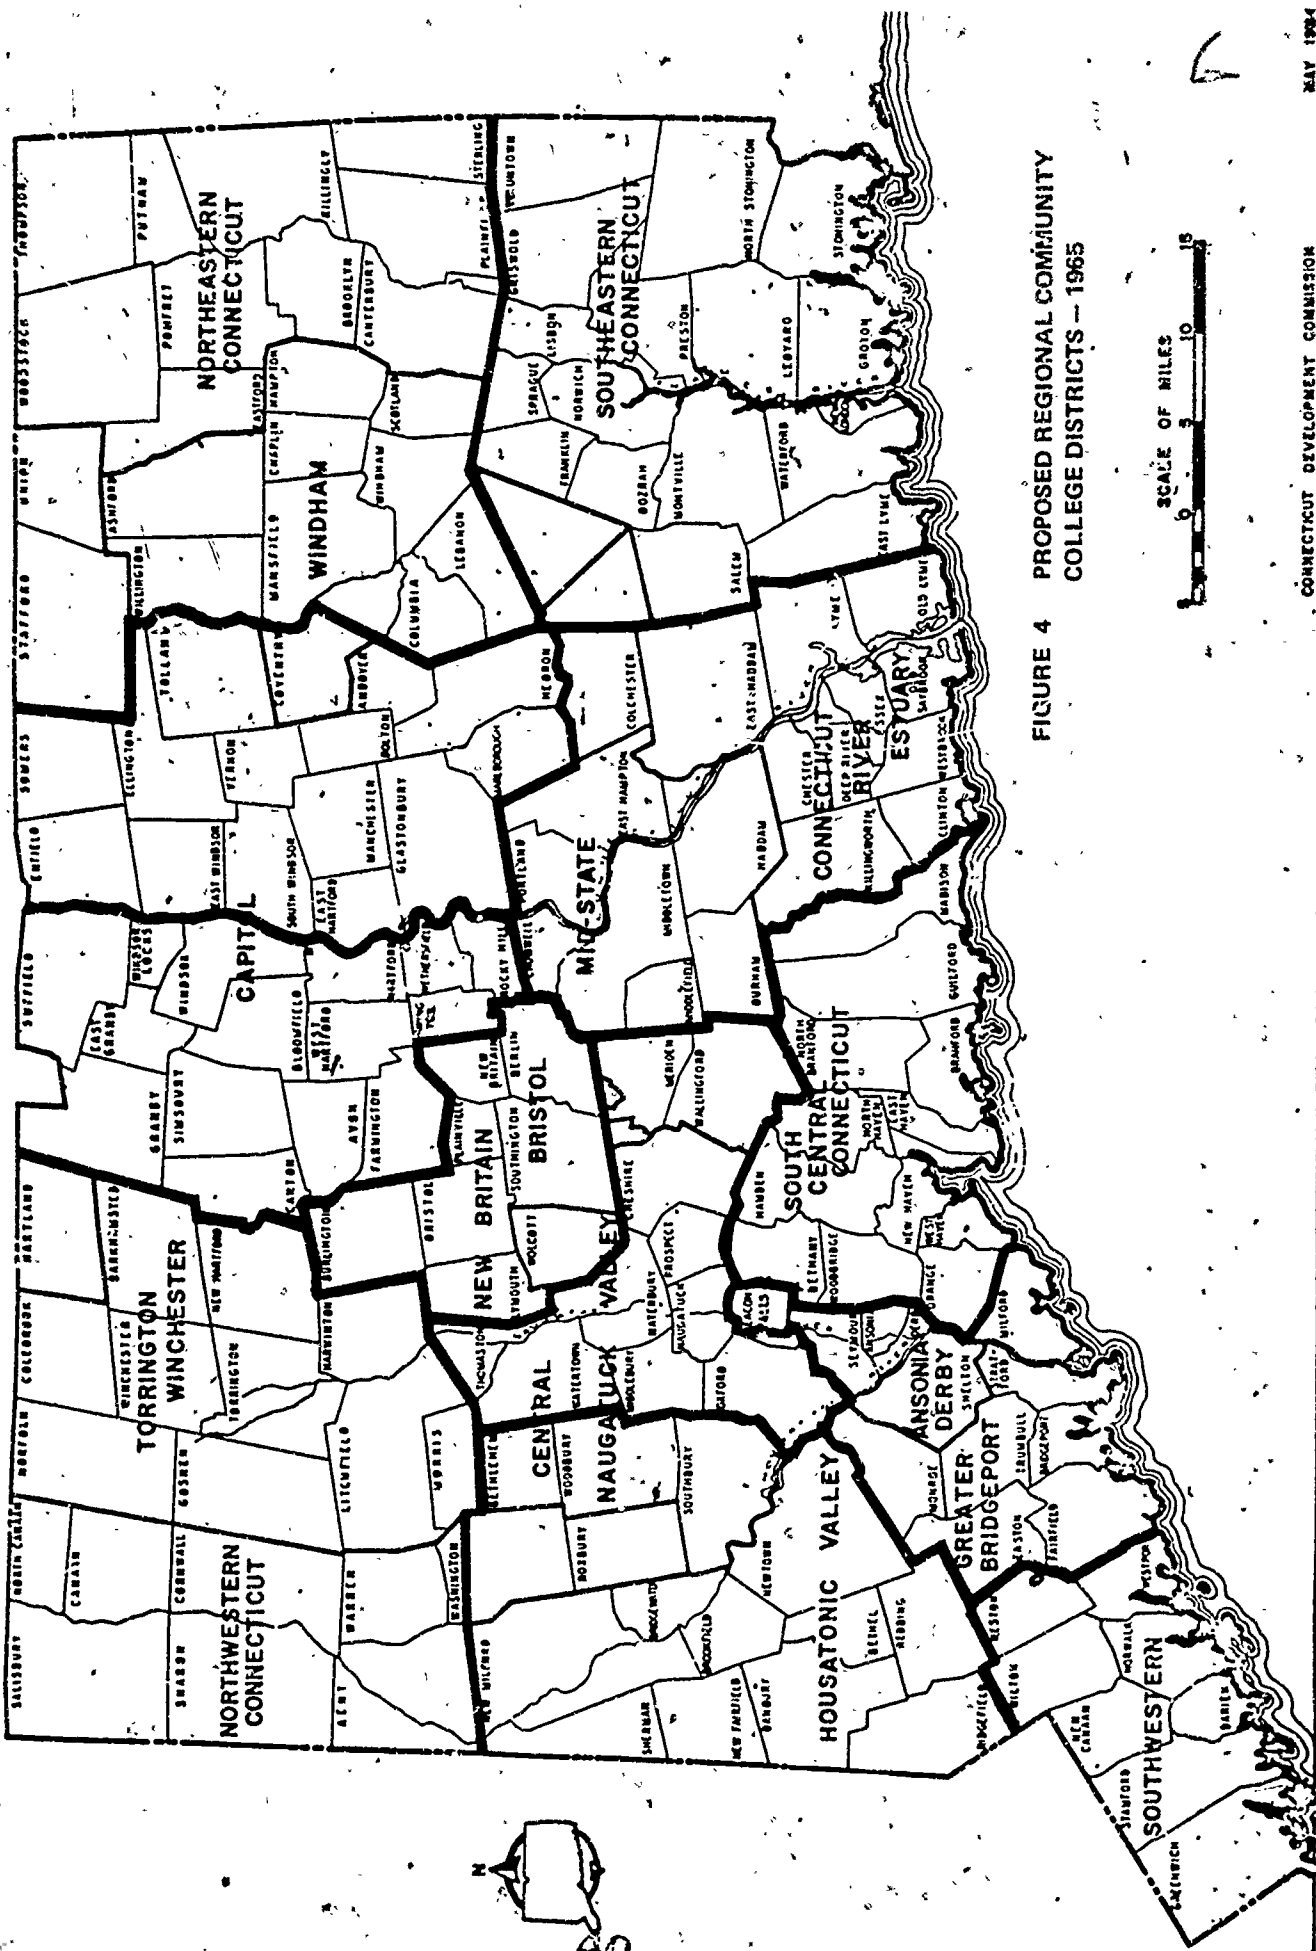 SALISBURY
NORTH CANAAN
NORFOLK
COLEBROOK
HARTLAND
SUFFIELD
ENFIELD
SOMERS
STAFFORD
UNION
WOODSTOCK
THOMPSON
CANAAN
WINCHESTER
BARKHAMSTED
GRANBY
EAST
GRANBY
WINDSOR
LOCKS
EAST WINDSOR
ELLINGTON
WILLINGTON
ASHFORD
EASTFORD
POMFRET
PUTNAM
SHARON
CORNWALL
GOSHEN
TORRINGTON
NEW HARTFORD
CANTON
SIMSBURY
WINDSOR
BLOOMFIELD
SOUTH WINDSOR
VERNON
TOLLAND
COVENTRY
MANSFIELD
CHAPLIN
HAMPTON
BROOKLYN
KILLINGLY
TORRINGTON
WINCHESTER
CAPITOL
WINDHAM
NORTHEASTERN
CONNECTICUT
NORTHWESTERN
CONNECTICUT
KENT
WARREN
LITCHFIELD
HARWINTON
BURLINGTON
AVON
FARMINGTON
WEST
HARTFORD
HARTFORD
EAST
HARTFORD
MANCHESTER
BOLTON
ANDOVER
COLUMBIA
WINDHAM
SCOTLAND
CANTERBURY
PLAINFIELD
STERLING
WASHINGTON
MORRIS
BRISTOL
PLAINVILLE
NEW
BRITAIN
WETHERSFIELD
ROCKY HILL
GLASTONBURY
MARLBOROUGH
HEBRON
LEBANON
NEW MILFORD
BETHLEHEM
THOMASTON
PLYMOUTH
WOLCOTT
SOUTHINGTON
BERLIN
CROMWELL
PORTLAND
EAST HAMPTON
COLCHESTER
FRANKLIN
SPRAGUE
LISBON
GRISWOLD
VOLUNTOWN
NEW BRITAIN
BRISTOL
MID-STATE
SOUTHEASTERN
CONNECTICUT
CENTRAL
NAUGATUCK VALLEY
SHERMAN
NEW FAIRFIELD
DANBURY
BRIDGEWATER
BROOKFIELD
ROXBURY
WOODBURY
SOUTHBURY
WATERTOWN
MIDDLEBURY
WATERBURY
NAUGATUCK
PROSPECT
OXFORD
BEACON
FALLS
CHESHIRE
MERIDEN
WALLINGFORD
MIDDLEFIELD
MIDDLETOWN
DURHAM
HADDAM
EAST HADDAM
SALEM
BOZRAH
NORWICH
MONTVILLE
PRESTON
NORTH STONINGTON
LEDYARD
WATERFORD
GROTON
STONINGTON
HOUSATONIC VALLEY
NEWTOWN
BETHEL
REDDING
RIDGEFIELD
SEYMOUR
ANSONIA
BETHANY
WOODBRIDGE
HAMDEN
NORTH
HAVEN
NORTH
BRANFORD
EAST
HAVEN
NEW HAVEN
WEST
HAVEN
ORANGE
MILFORD
BRANFORD
GUILFORD
MADISON
KILLINGWORTH
CLINTON
CHESTER
DEEP RIVER
ESSEX
WESTBROOK
OLD
SAYBROOK
LYME
OLD LYME
EAST LYME
SOUTH
CENTRAL
CONNECTICUT
CONNECTICUT
RIVER
ESTUARY
ANSONIA
DERBY
SHELTON
STRAT-
FORD
GREATER
BRIDGEPORT
MONROE
TRUMBULL
BRIDGEPORT
EASTON
FAIRFIELD
WESTON
WESTPORT
WILTON
NORWALK
NEW
CANAAN
DARIEN
STAMFORD
GREENWICH
SOUTHWESTERN
N
FIGURE 4 PROPOSED REGIONAL COMMUNITY
COLLEGE DISTRICTS — 1965
SCALE OF MILES
5 0 5 10 15
CONNECTICUT DEVELOPMENT COMMISSION
MAY 1964